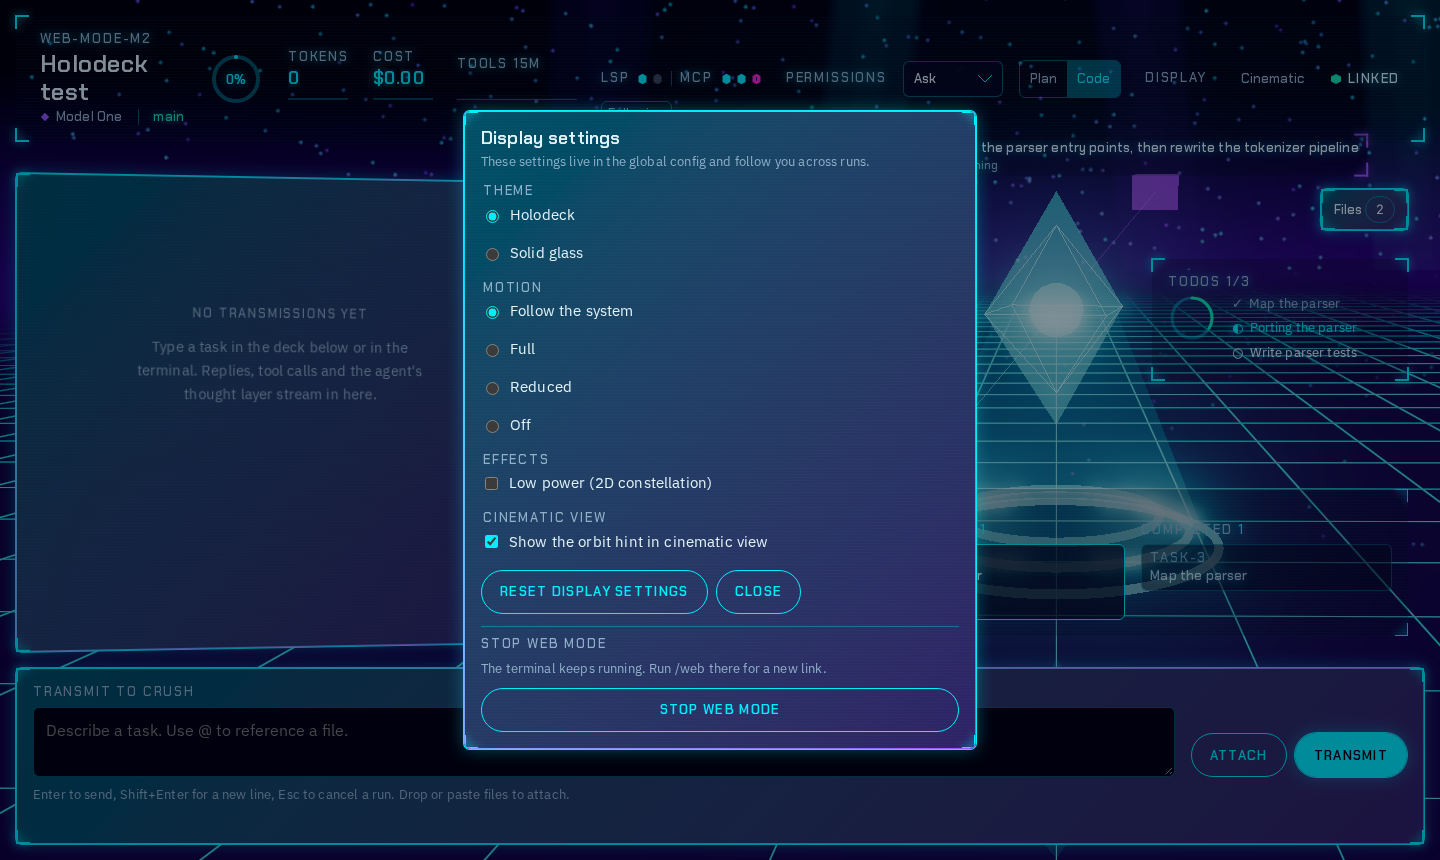 WEB-MODE-M2
Holodeck
test
Model One main
0%
TOKENS
0
COST
$0.00
TOOLS 15M
LSP MCP PERMISSIONS Ask Plan Code DISPLAY Cinematic LINKED
the parser entry points, then rewrite the tokenizer pipeline
Files 2
TODOS 1/3
✓ Map the parser
Porting the parser
Write parser tests
NO TRANSMISSIONS YET
Type a task in the deck below or in the
terminal. Replies, tool calls and the agent's
thought layer stream in here.
Display settings
These settings live in the global config and follow you across runs.
THEME
Holodeck
Solid glass
MOTION
Follow the system
Full
Reduced
Off
EFFECTS
Low power (2D constellation)
CINEMATIC VIEW
Show the orbit hint in cinematic view
RESET DISPLAY SETTINGS CLOSE
STOP WEB MODE
The terminal keeps running. Run /web there for a new link.
STOP WEB MODE
COMPLETED 1
TASK-3
Map the parser
TRANSMIT TO CRUSH
Describe a task. Use @ to reference a file.
ATTACH TRANSMIT
Enter to send, Shift+Enter for a new line, Esc to cancel a run. Drop or paste files to attach.